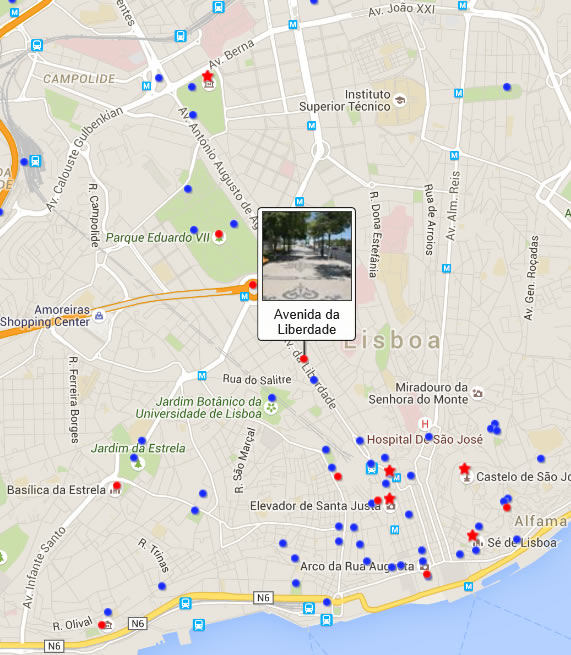 Av. João XXI
entes
Av. Berna
CAMPOLIDE
Instituto
Superior Técnico
M
Av. Calouste Gulbenkian
Av. António Augusto de Ag
R. Campolide
R. Dona Estefânia
Rua de Arroios
Av. Alm. Reis
Av. Gen. Roçadas
DA
ADE
Parque Eduardo VII
Amoreiras
Shopping Center
Avenida da
Liberdade
Lisboa
Av. da Liberdade
R. Ferreira Borges
Rua do Salitre
Jardim Botânico da
Universidade de Lisboa
Miradouro da
Senhora do Monte
H
Hospital De São José
Jardim da Estrela
R. São Marçal
Basílica da Estrela
Castelo de São Jo
Elevador de Santa Justa
Alfama
Av. Infante Santo
R. Trinas
Sé de Lisboa
Arco da Rua Augusta
N6
R. Olival
N6
N6